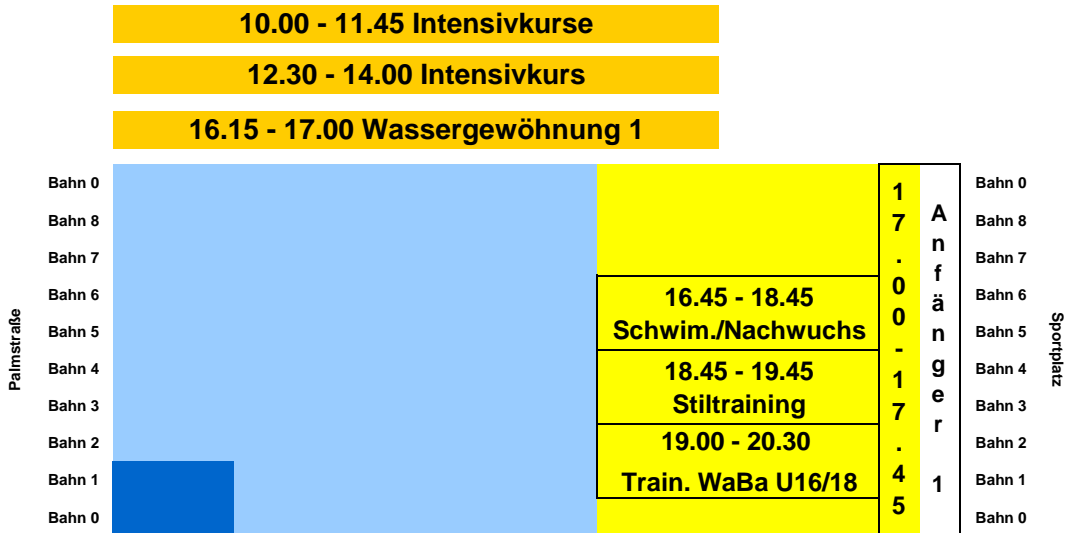 10.00 - 11.45 Intensivkurse
12.30 - 14.00 Intensivkurs
16.15 - 17.00 Wassergewöhnung 1
Palmstraße
Bahn 0
Bahn 8
Bahn 7
Bahn 6
Bahn 5
Bahn 4
Bahn 3
Bahn 2
Bahn 1
Bahn 0
16.45 - 18.45
Schwim./Nachwuchs
18.45 - 19.45
Stiltraining
19.00 - 20.30
Train. WaBa U16/18
17.00-17.45
Anfänger 1
Bahn 0
Bahn 8
Bahn 7
Bahn 6
Bahn 5
Bahn 4
Bahn 3
Bahn 2
Bahn 1
Bahn 0
Sportplatz